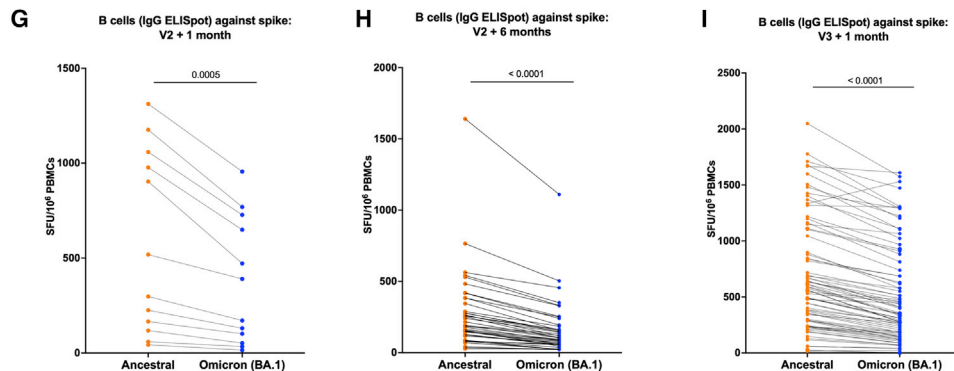 G
B cells (IgG ELISpot) against spike:
V2 + 1 month
1500
1000
500
0
SFU/10⁶ PBMCs
0.0005
Ancestral
Omicron (BA.1)
H
B cells (IgG ELISpot) against spike:
V2 + 6 months
2000
1500
1000
500
0
SFU/10⁶ PBMCs
< 0.0001
Ancestral
Omicron (BA.1)
I
B cells (IgG ELISpot) against spike:
V3 + 1 month
2500
2000
1500
1000
500
0
SFU/10⁶ PBMCs
< 0.0001
Ancestral
Omicron (BA.1)